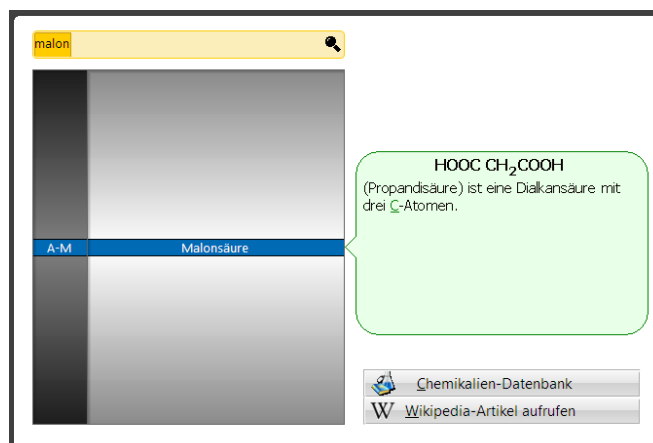 malon
HOOC CH₂COOH
(Propandisäure) ist eine Dialkansäure mit
drei C-Atomen.
A-M Malonsäure
Chemikalien-Datenbank
W Wikipedia-Artikel aufrufen